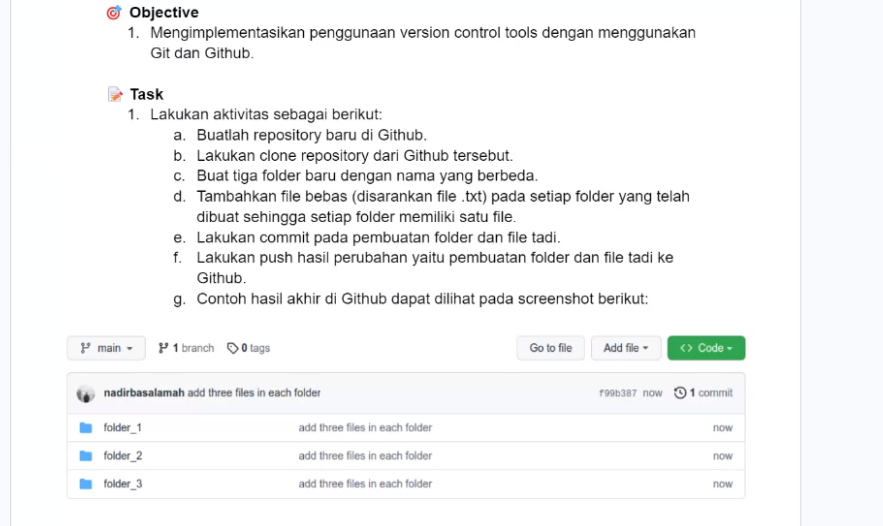 🎯 Objective
1. Mengimplementasikan penggunaan version control tools dengan menggunakan
Git dan Github.
📝 Task
1. Lakukan aktivitas sebagai berikut:
a. Buatlah repository baru di Github.
b. Lakukan clone repository dari Github tersebut.
c. Buat tiga folder baru dengan nama yang berbeda.
d. Tambahkan file bebas (disarankan file .txt) pada setiap folder yang telah
dibuat sehingga setiap folder memiliki satu file.
e. Lakukan commit pada pembuatan folder dan file tadi.
f. Lakukan push hasil perubahan yaitu pembuatan folder dan file tadi ke
Github.
g. Contoh hasil akhir di Github dapat dilihat pada screenshot berikut:
main 1 branch 0 tags Go to file Add file <> Code
nadirbasalamah add three files in each folder f99b387 now 1 commit
folder_1 add three files in each folder now
folder_2 add three files in each folder now
folder_3 add three files in each folder now